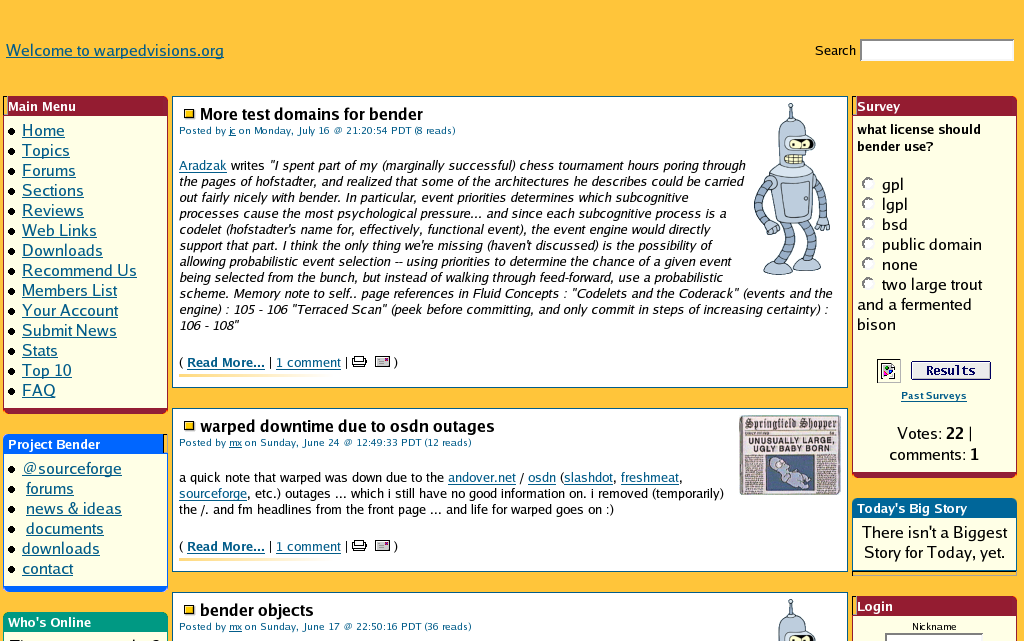 Welcome to warpedvisions.org
Search
Main Menu
Home
Topics
Forums
Sections
Reviews
Web Links
Downloads
Recommend Us
Members List
Your Account
Submit News
Stats
Top 10
FAQ
Project Bender
@sourceforge
forums
news & ideas
documents
downloads
contact
Who's Online
More test domains for bender
Posted by jc on Monday, July 16 @ 21:20:54 PDT (8 reads)
Aradzak writes "I spent part of my (marginally successful) chess tournament hours poring through
the pages of hofstadter, and realized that some of the architectures he describes could be carried
out fairly nicely with bender. In particular, event priorities determines which subcognitive
processes cause the most psychological pressure... and since each subcognitive process is a
codelet (hofstadter's name for, effectively, functional event), the event engine would directly
support that part. I think the only thing we're missing (haven't discussed) is the possibility of
allowing probabilistic event selection -- using priorities to determine the chance of a given event
being selected from the bunch, but instead of walking through feed-forward, use a probabilistic
scheme. Memory note to self.. page references in Fluid Concepts : "Codelets and the Coderack" (events and the
engine) : 105 - 106 "Terraced Scan" (peek before committing, and only commit in steps of increasing certainty) :
106 - 108"
( Read More... | 1 comment | )
warped downtime due to osdn outages
Posted by mx on Sunday, June 24 @ 12:49:33 PDT (12 reads)
Springfield Shopper
UNUSUALLY LARGE,
UGLY BABY BORN
a quick note that warped was down due to the andover.net / osdn (slashdot, freshmeat,
sourceforge, etc.) outages ... which i still have no good information on. i removed (temporarily)
the /. and fm headlines from the front page ... and life for warped goes on :)
( Read More... | 1 comment | )
bender objects
Posted by mx on Sunday, June 17 @ 22:50:16 PDT (36 reads)
Survey
what license should
bender use?
gpl
lgpl
bsd
public domain
none
two large trout
and a fermented
bison
Results
Past Surveys
Votes: 22 |
comments: 1
Today's Big Story
There isn't a Biggest
Story for Today, yet.
Login
Nickname